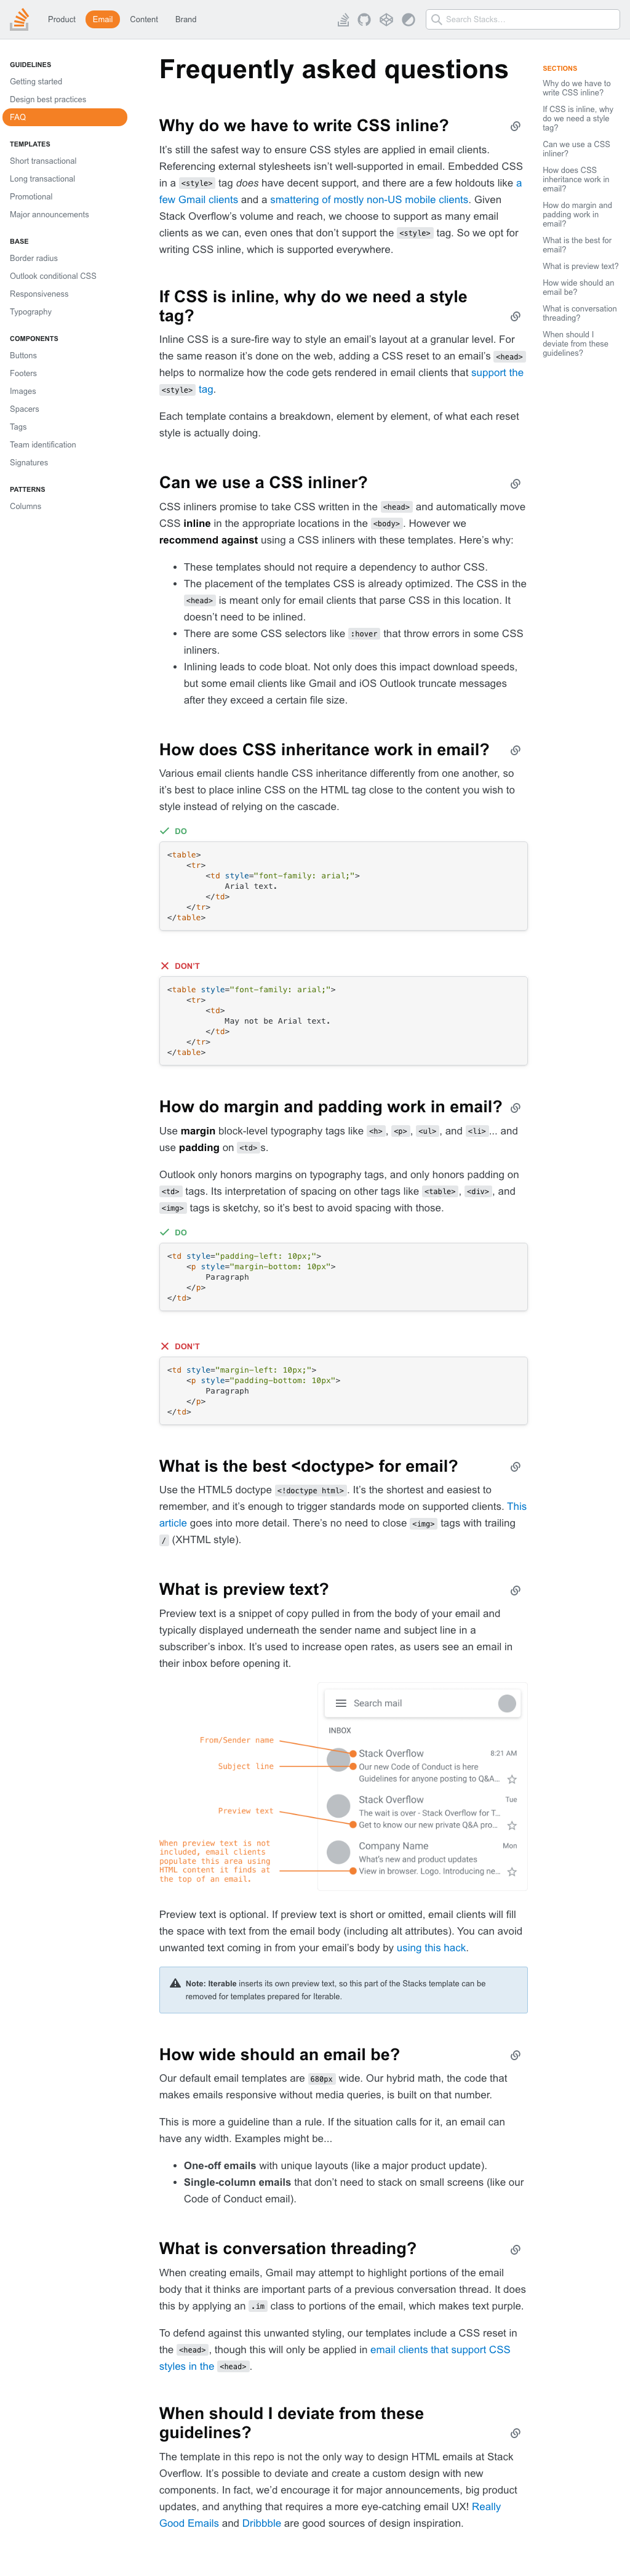 Product Email Content Brand Search Stacks…
GUIDELINES
Getting started
Design best practices
FAQ
TEMPLATES
Short transactional
Long transactional
Promotional
Major announcements
BASE
Border radius
Outlook conditional CSS
Responsiveness
Typography
COMPONENTS
Buttons
Footers
Images
Spacers
Tags
Team identification
Signatures
PATTERNS
Columns
Frequently asked questions
Why do we have to write CSS inline?
It’s still the safest way to ensure CSS styles are applied in email clients.
Referencing external stylesheets isn’t well-supported in email. Embedded CSS
in a <style> tag does have decent support, and there are a few holdouts like a
few Gmail clients and a smattering of mostly non-US mobile clients. Given
Stack Overflow’s volume and reach, we choose to support as many email
clients as we can, even ones that don’t support the <style> tag. So we opt for
writing CSS inline, which is supported everywhere.
If CSS is inline, why do we need a style
tag?
Inline CSS is a sure-fire way to style an email’s layout at a granular level. For
the same reason it’s done on the web, adding a CSS reset to an email’s <head>
helps to normalize how the code gets rendered in email clients that support the
<style> tag.
Each template contains a breakdown, element by element, of what each reset
style is actually doing.
Can we use a CSS inliner?
CSS inliners promise to take CSS written in the <head> and automatically move
CSS inline in the appropriate locations in the <body>. However we
recommend against using a CSS inliners with these templates. Here’s why:
• These templates should not require a dependency to author CSS.
• The placement of the templates CSS is already optimized. The CSS in the
<head> is meant only for email clients that parse CSS in this location. It
doesn’t need to be inlined.
• There are some CSS selectors like :hover that throw errors in some CSS
inliners.
• Inlining leads to code bloat. Not only does this impact download speeds,
but some email clients like Gmail and iOS Outlook truncate messages
after they exceed a certain file size.
How does CSS inheritance work in email?
Various email clients handle CSS inheritance differently from one another, so
it’s best to place inline CSS on the HTML tag close to the content you wish to
style instead of relying on the cascade.
DO
<table>
<tr>
<td style="font-family: arial;">
Arial text.
</td>
</tr>
</table>
DON’T
<table style="font-family: arial;">
<tr>
<td>
May not be Arial text.
</td>
</tr>
</table>
How do margin and padding work in email?
Use margin block-level typography tags like <h>, <p>, <ul>, and <li>... and
use padding on <td>s.
Outlook only honors margins on typography tags, and only honors padding on
<td> tags. Its interpretation of spacing on other tags like <table>, <div>, and
<img> tags is sketchy, so it’s best to avoid spacing with those.
DO
<td style="padding-left: 10px;">
<p style="margin-bottom: 10px">
Paragraph
</p>
</td>
DON’T
<td style="margin-left: 10px;">
<p style="padding-bottom: 10px">
Paragraph
</p>
</td>
What is the best <doctype> for email?
Use the HTML5 doctype <!doctype html>. It’s the shortest and easiest to
remember, and it’s enough to trigger standards mode on supported clients. This
article goes into more detail. There’s no need to close <img> tags with trailing
/ (XHTML style).
What is preview text?
Preview text is a snippet of copy pulled in from the body of your email and
typically displayed underneath the sender name and subject line in a
subscriber’s inbox. It’s used to increase open rates, as users see an email in
their inbox before opening it.
Search mail
INBOX
From/Sender name
Stack Overflow 8:21 AM
Subject line
Our new Code of Conduct is here
Guidelines for anyone posting to Q&A...
Stack Overflow Tue
Preview text
The wait is over - Stack Overflow for T...
Get to know our new private Q&A pro...
When preview text is not
included, email clients
populate this area using
HTML content it finds at
the top of an email.
Company Name Mon
What’s new and product updates
View in browser. Logo. Introducing ne...
Preview text is optional. If preview text is short or omitted, email clients will fill
the space with text from the email body (including alt attributes). You can avoid
unwanted text coming in from your email’s body by using this hack.
Note: Iterable inserts its own preview text, so this part of the Stacks template can be
removed for templates prepared for Iterable.
How wide should an email be?
Our default email templates are 680px wide. Our hybrid math, the code that
makes emails responsive without media queries, is built on that number.
This is more a guideline than a rule. If the situation calls for it, an email can
have any width. Examples might be...
• One-off emails with unique layouts (like a major product update).
• Single-column emails that don’t need to stack on small screens (like our
Code of Conduct email).
What is conversation threading?
When creating emails, Gmail may attempt to highlight portions of the email
body that it thinks are important parts of a previous conversation thread. It does
this by applying an .im class to portions of the email, which makes text purple.
To defend against this unwanted styling, our templates include a CSS reset in
the <head>, though this will only be applied in email clients that support CSS
styles in the <head>.
When should I deviate from these
guidelines?
The template in this repo is not the only way to design HTML emails at Stack
Overflow. It’s possible to deviate and create a custom design with new
components. In fact, we’d encourage it for major announcements, big product
updates, and anything that requires a more eye-catching email UX! Really
Good Emails and Dribbble are good sources of design inspiration.
SECTIONS
Why do we have to
write CSS inline?
If CSS is inline, why
do we need a style
tag?
Can we use a CSS
inliner?
How does CSS
inheritance work in
email?
How do margin and
padding work in
email?
What is the best for
email?
What is preview text?
How wide should an
email be?
What is conversation
threading?
When should I
deviate from these
guidelines?